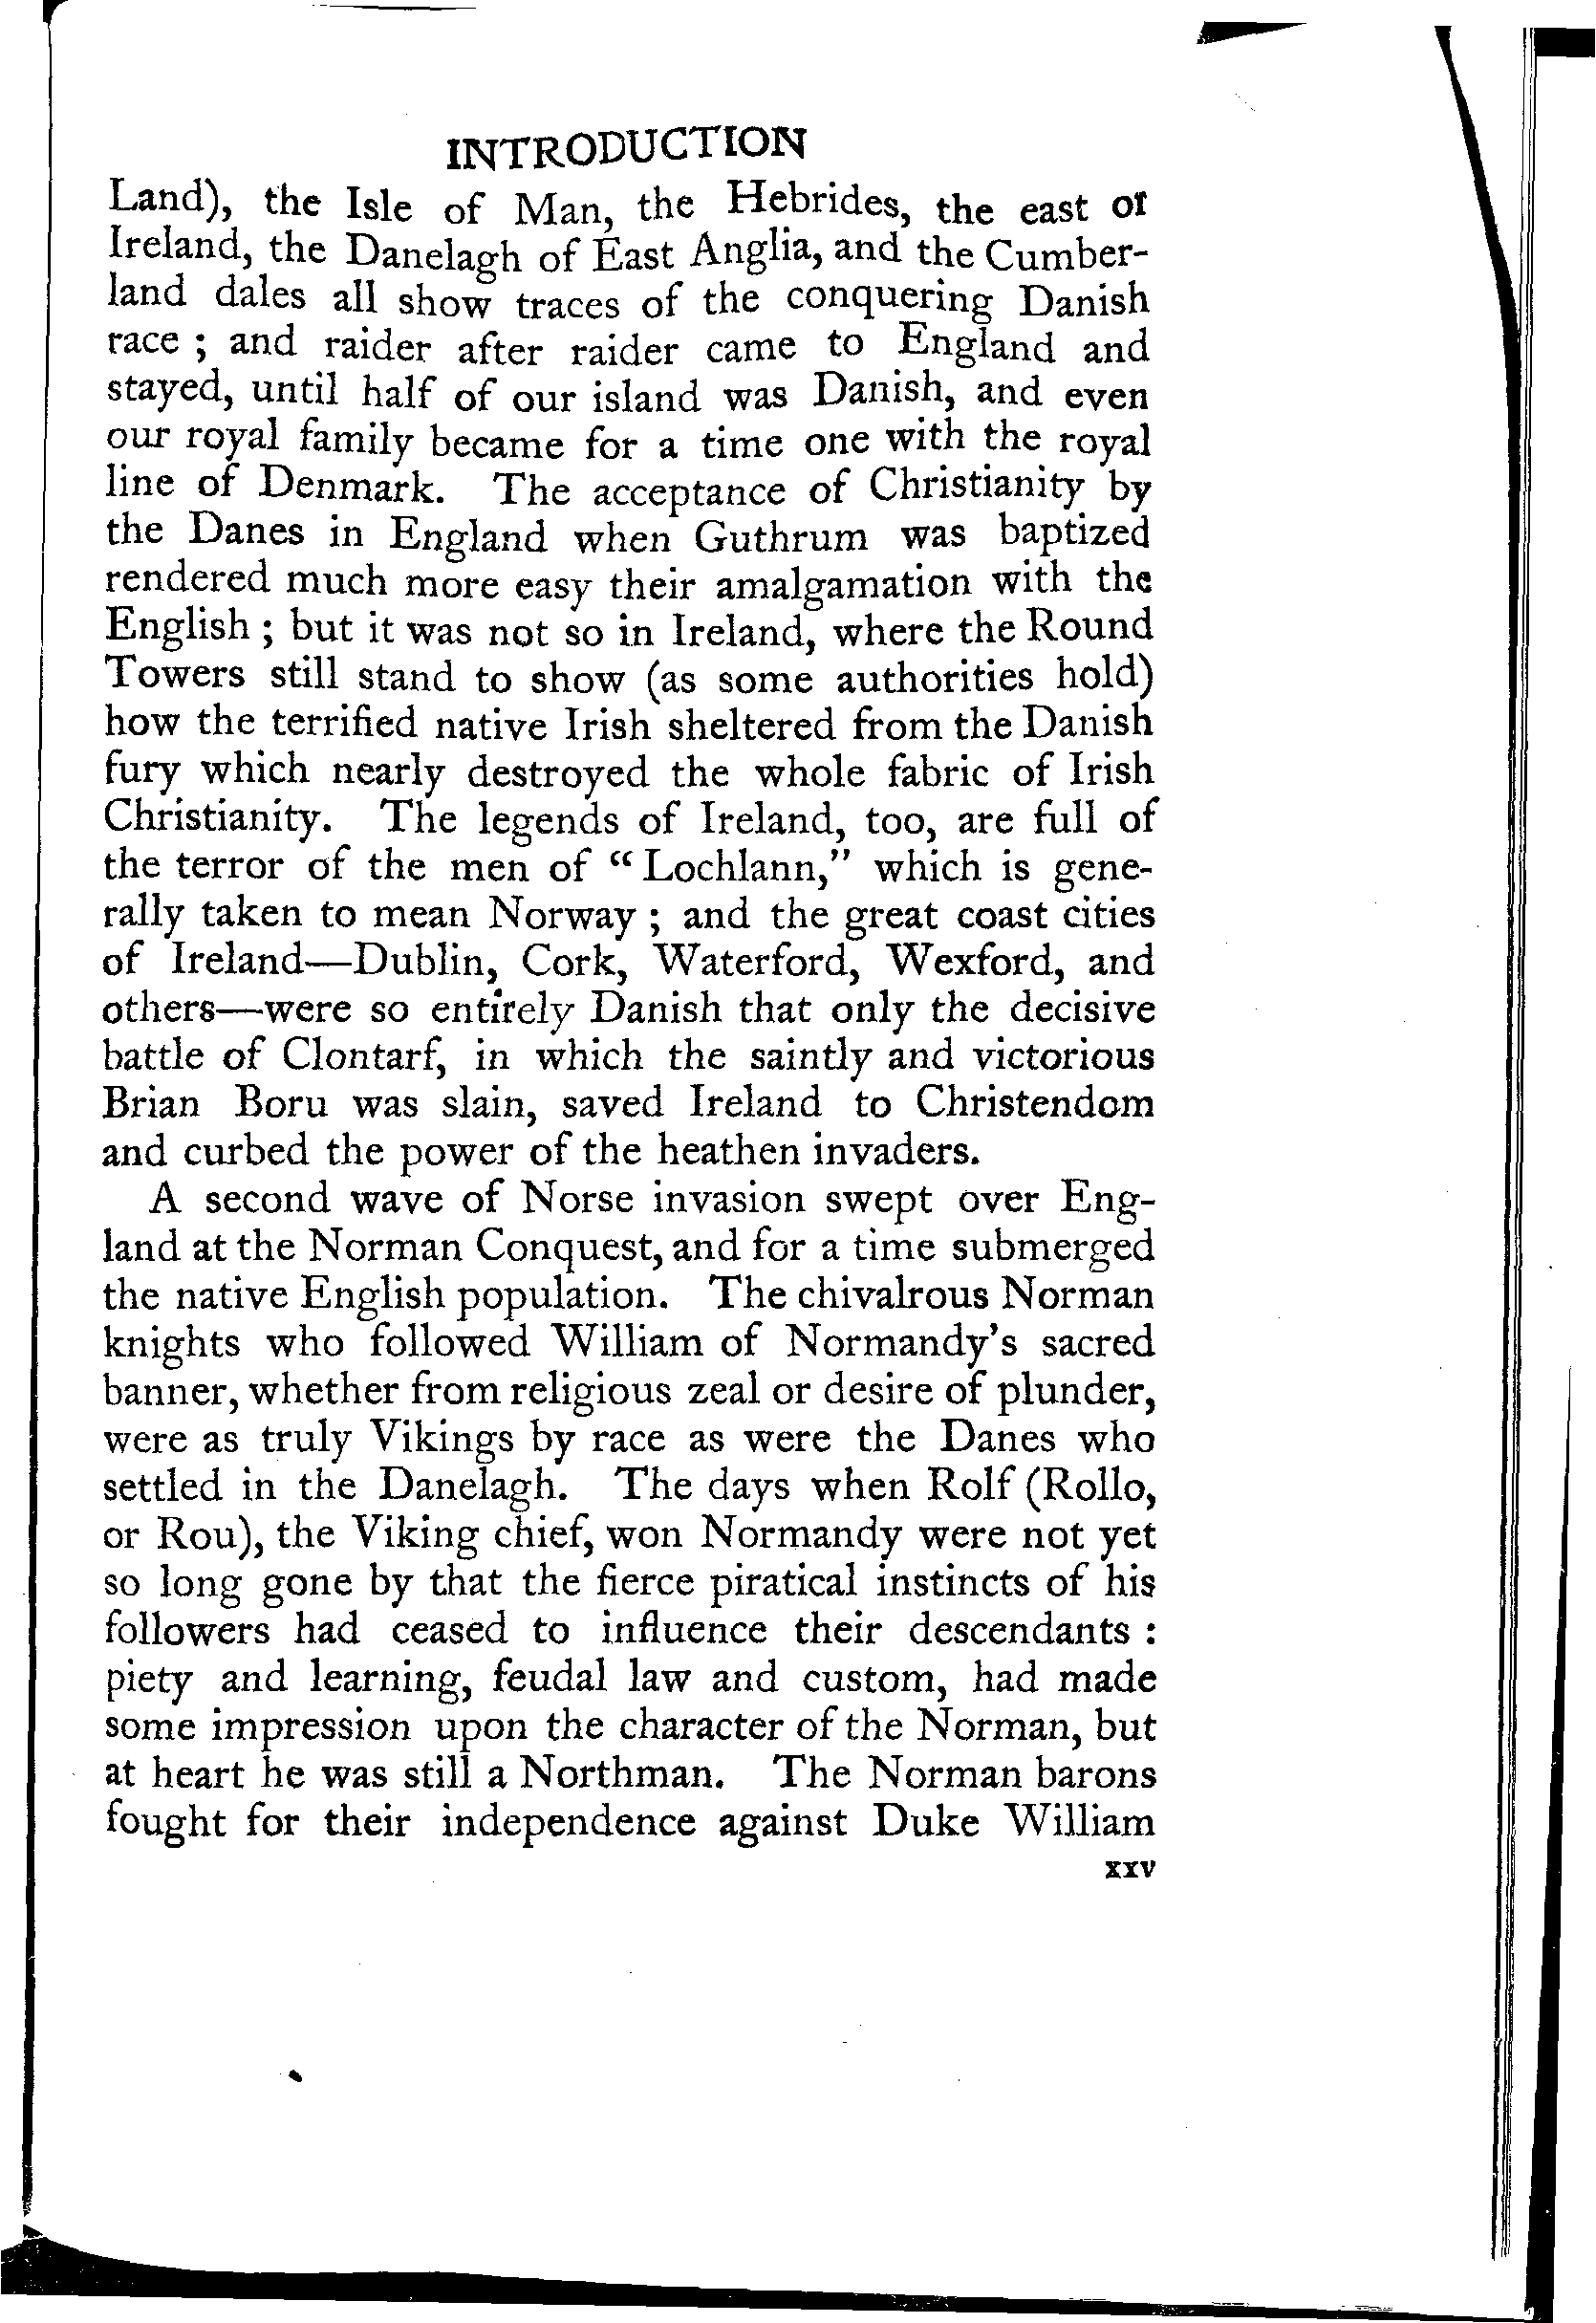 INTRODUCTION
Land), the Isle of Man, the Hebrides, the east of
Ireland, the Danelagh of East Anglia, and the Cumber-
land dales all show traces of the conquering Danish
race ; and raider after raider came to England and
stayed, until half of our island was Danish, and even
our royal family became for a time one with the royal
line of Denmark. The acceptance of Christianity by
the Danes in England when Guthrum was baptized
rendered much more easy their amalgamation with the
English ; but it was not so in Ireland, where the Round
Towers still stand to show (as some authorities hold)
how the terrified native Irish sheltered from the Danish
fury which nearly destroyed the whole fabric of Irish
Christianity. The legends of Ireland, too, are full of
the terror of the men of “ Lochlann,” which is gene-
rally taken to mean Norway ; and the great coast cities
of Ireland—Dublin, Cork, Waterford, Wexford, and
others—were so entirely Danish that only the decisive
battle of Clontarf, in which the saintly and victorious
Brian Boru was slain, saved Ireland to Christendom
and curbed the power of the heathen invaders.
A second wave of Norse invasion swept over Eng-
land at the Norman Conquest, and for a time submerged
the native English population. The chivalrous Norman
knights who followed William of Normandy's sacred
banner, whether from religious zeal or desire of plunder,
were as truly Vikings by race as were the Danes who
settled in the Danelagh. The days when Rolf (Rollo,
or Rou), the Viking chief, won Normandy were not yet
so long gone by that the fierce piratical instincts of his
followers had ceased to influence their descendants :
piety and learning, feudal law and custom, had made
some impression upon the character of the Norman, but
at heart he was still a Northman. The Norman barons
fought for their independence against Duke William
xxv